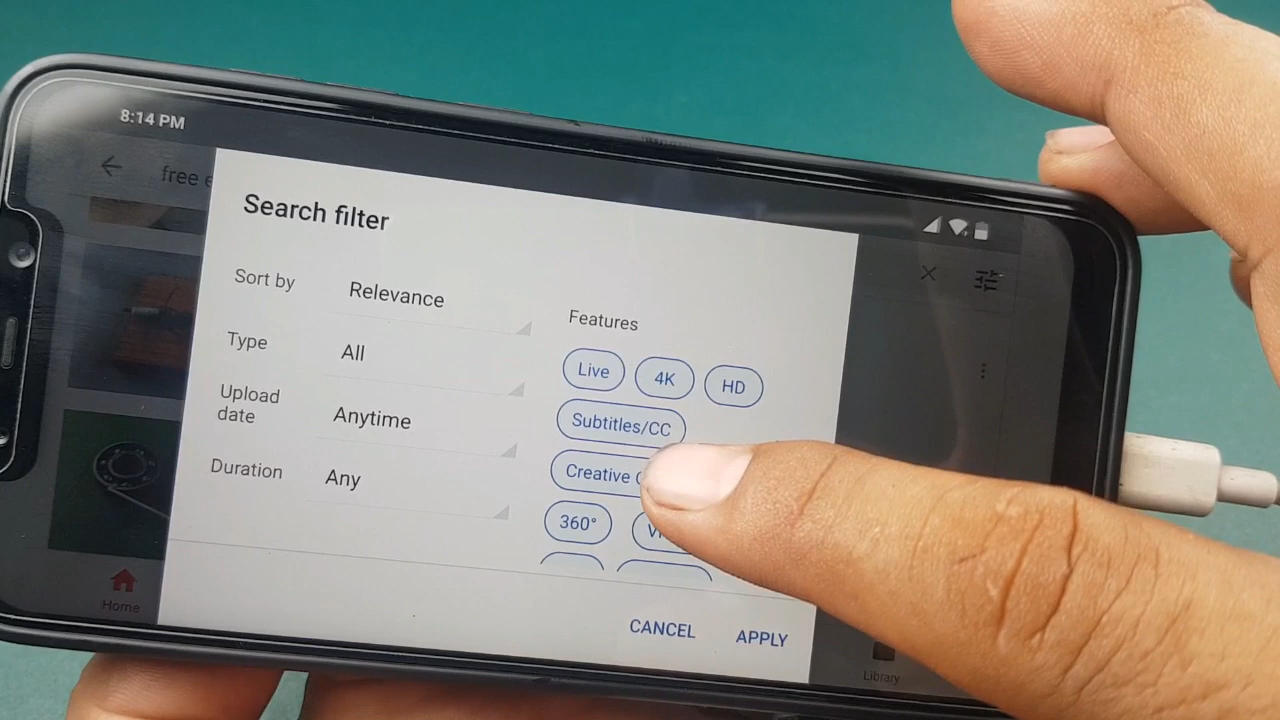 8:14 PM
free
Search filter
Sort by
Relevance
Type
All
Upload
date
Anytime
Duration
Any
Features
Live
4K
HD
Subtitles/CC
Creative
360°
CANCEL
APPLY
Home
Library